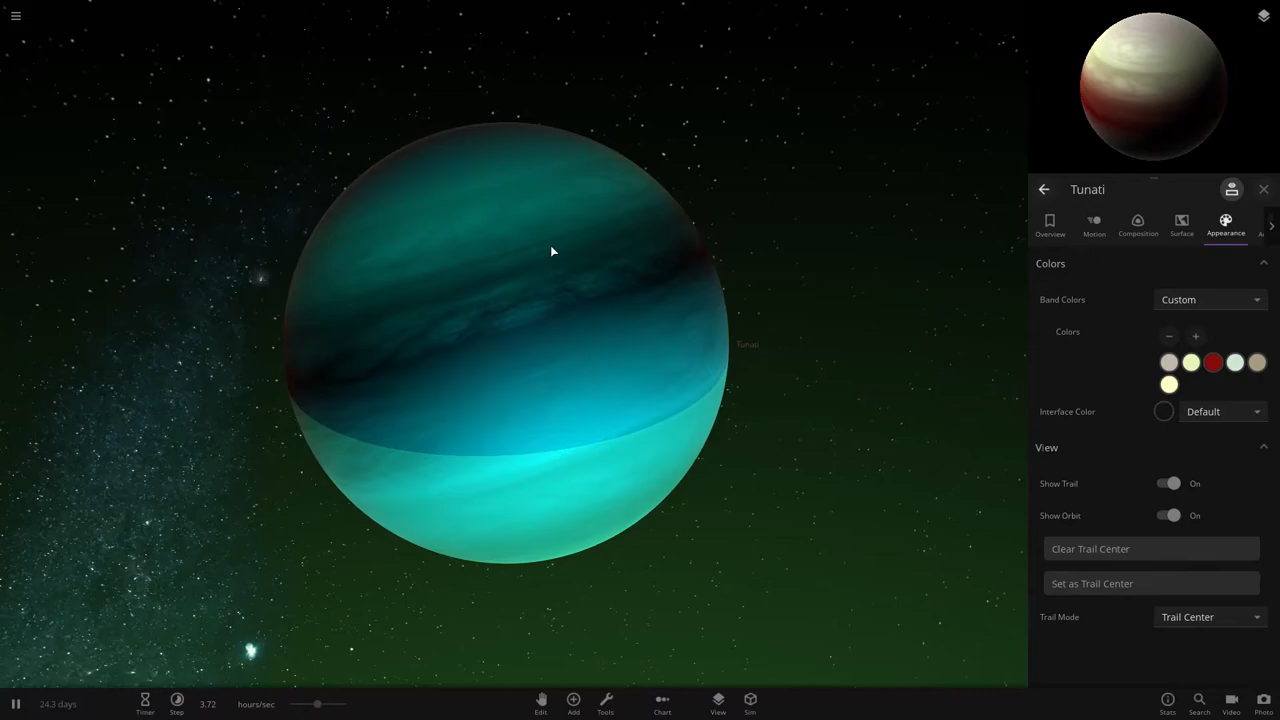 Tunati
Overview
Motion
Composition
Surface
Appearance
Colors
Band Colors
Custom
Colors
Interface Color
Default
View
Show Trail
On
Show Orbit
On
Clear Trail Center
Set as Trail Center
Trail Mode
Trail Center
Tunati
24.3 days
Timer
Step
3.72
hours/sec
Edit
Add
Tools
Chart
View
Sim
Stats
Search
Video
Photo